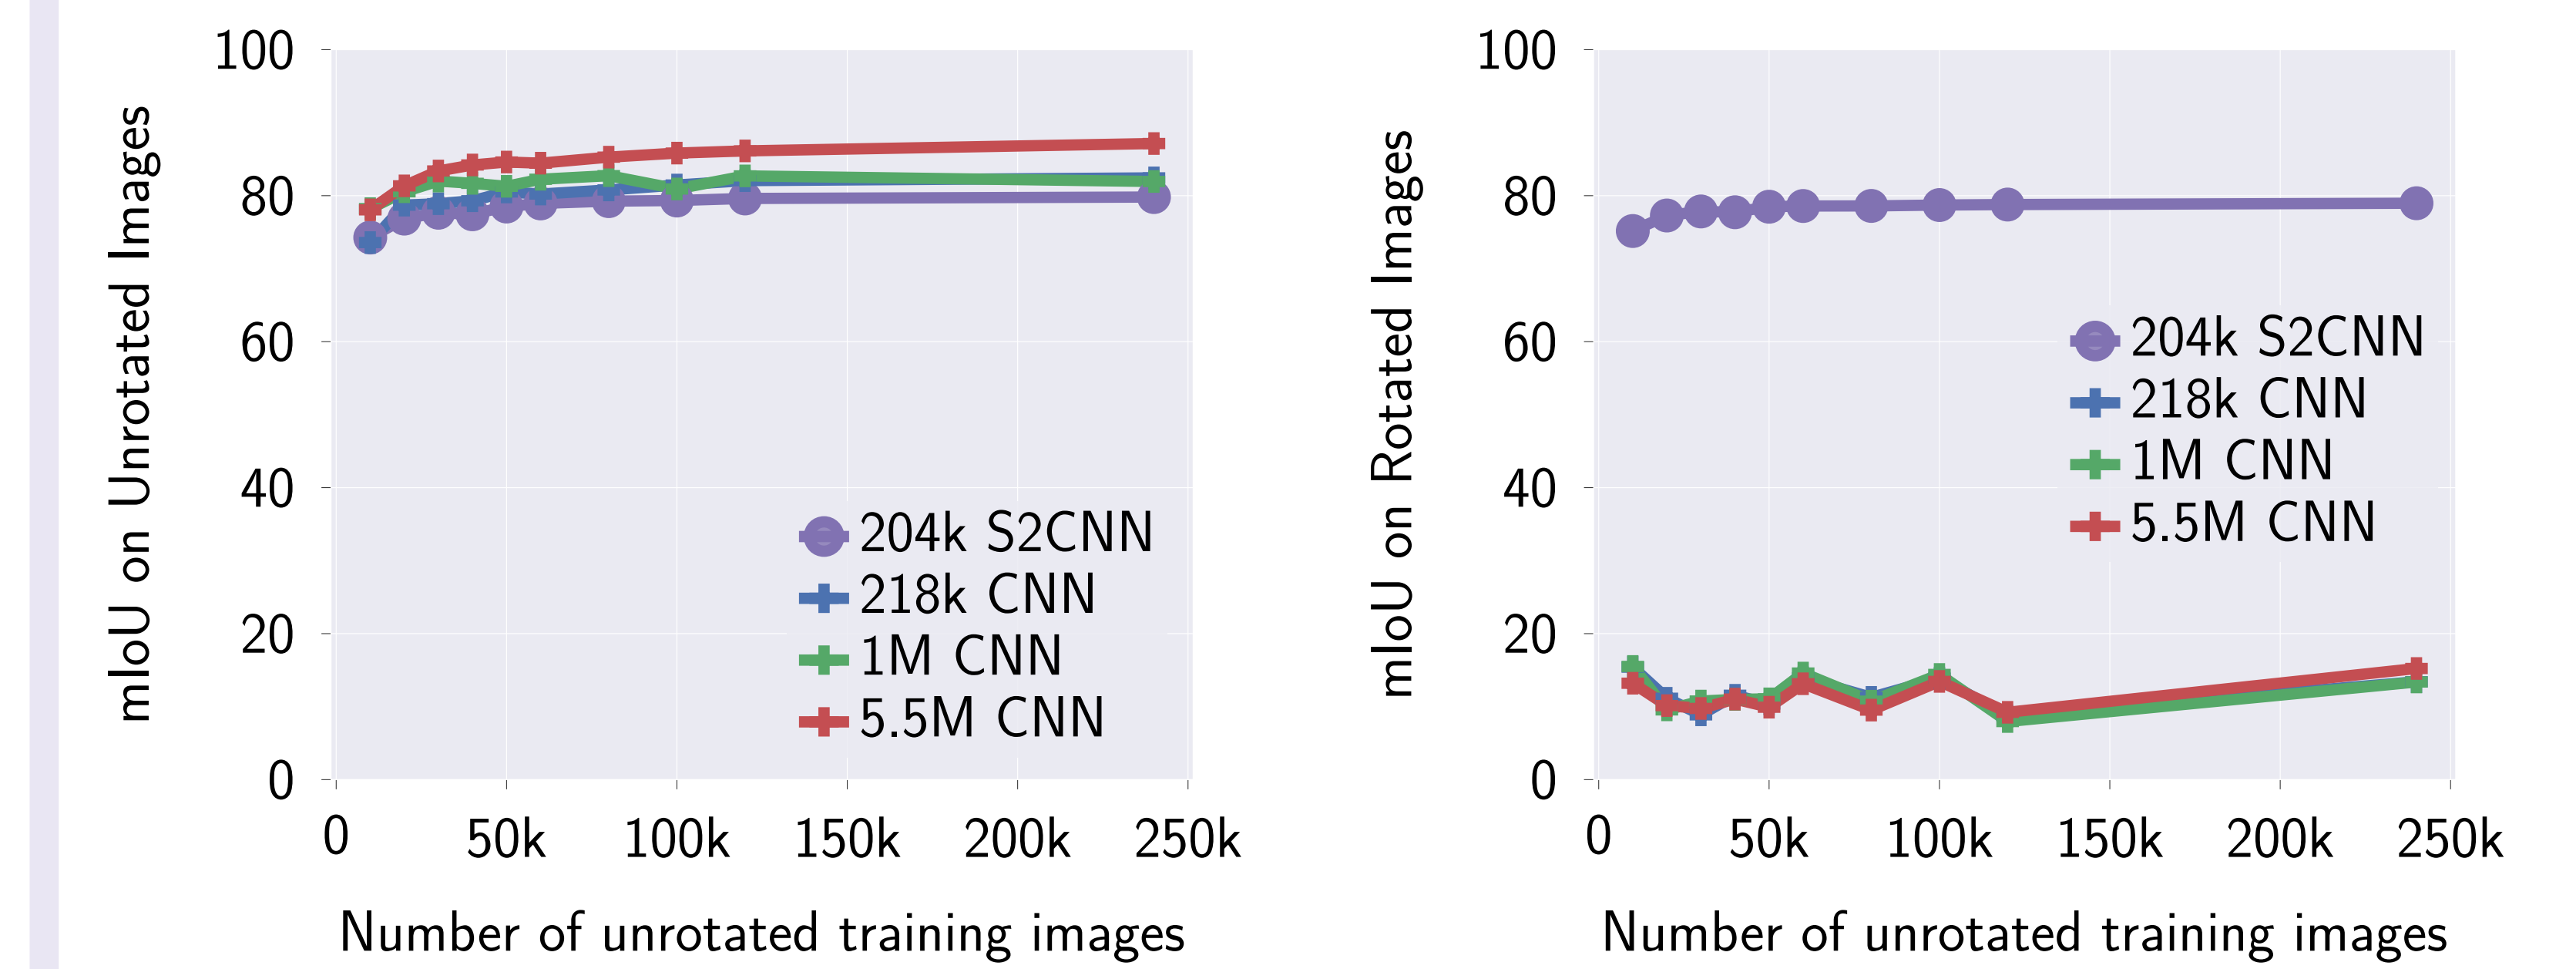 mIoU on Unrotated Images
100
80
60
40
20
0
204k S2CNN
218k CNN
1M CNN
5.5M CNN
0 50k 100k 150k 200k 250k
Number of unrotated training images
mIoU on Rotated Images
100
80
60
40
20
0
204k S2CNN
218k CNN
1M CNN
5.5M CNN
0 50k 100k 150k 200k 250k
Number of unrotated training images